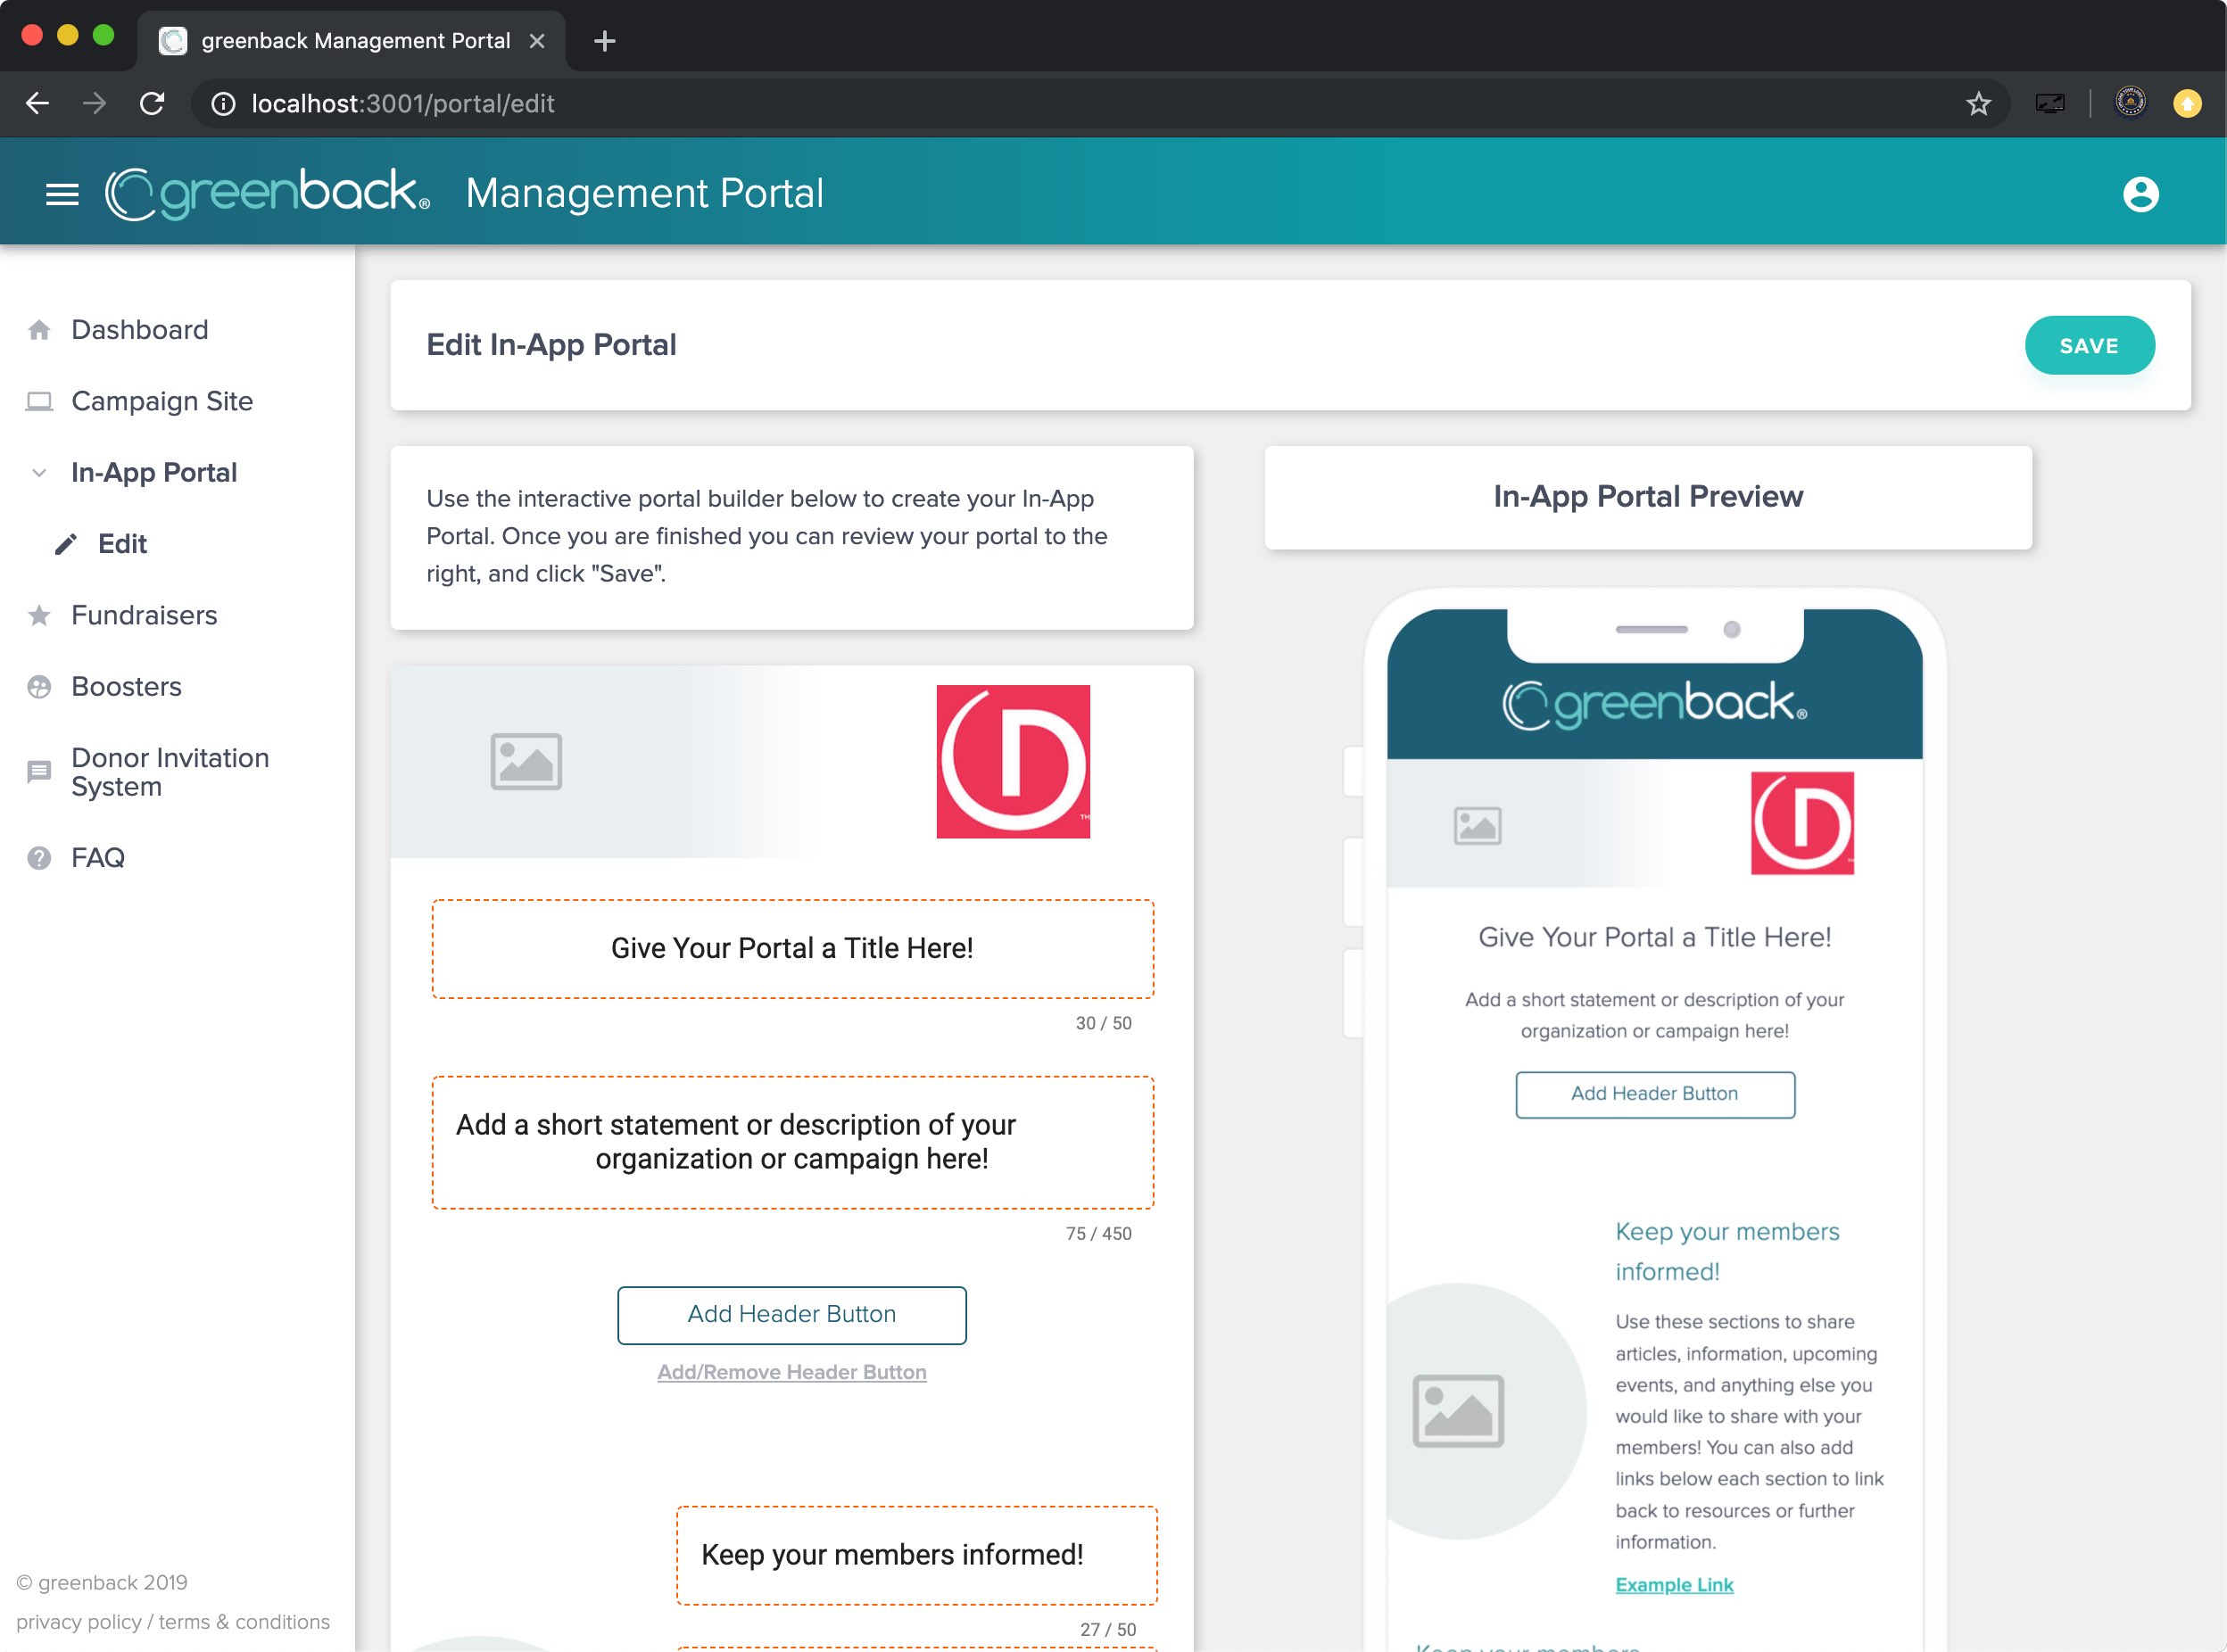 greenback Management Portal
localhost:3001/portal/edit
greenback® Management Portal
Dashboard
Campaign Site
In-App Portal
Edit
Fundraisers
Boosters
Donor Invitation
System
FAQ
© greenback 2019
privacy policy / terms & conditions
Edit In-App Portal
SAVE
Use the interactive portal builder below to create your In-App
Portal. Once you are finished you can review your portal to the
right, and click "Save".
D
TM
Give Your Portal a Title Here!
30 / 50
Add a short statement or description of your
organization or campaign here!
75 / 450
Add Header Button
Add/Remove Header Button
Keep your members informed!
27 / 50
In-App Portal Preview
greenback®
D
Give Your Portal a Title Here!
Add a short statement or description of your
organization or campaign here!
Add Header Button
Keep your members
informed!
Use these sections to share
articles, information, upcoming
events, and anything else you
would like to share with your
members! You can also add
links below each section to link
back to resources or further
information.
Example Link
Keep your members